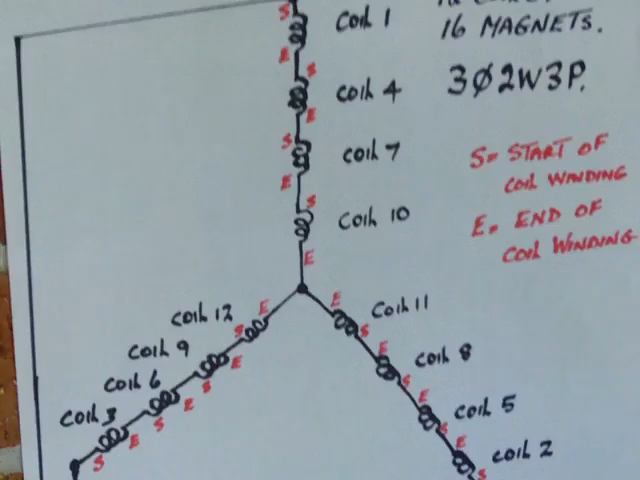 S
coil 1
16 MAGNETS.
E
S
coil 4
3Ø2W3P.
E
S
coil 7
S= START OF
coil WINDING
E
S
coil 10
E= END OF
coil WINDING
E
coil 12
E
E
coil 11
S
S
coil 9
E
E
coil 8
S
S
coil 6
E
E
coil 5
S
S
coil 3
E
E
coil 2
S
S